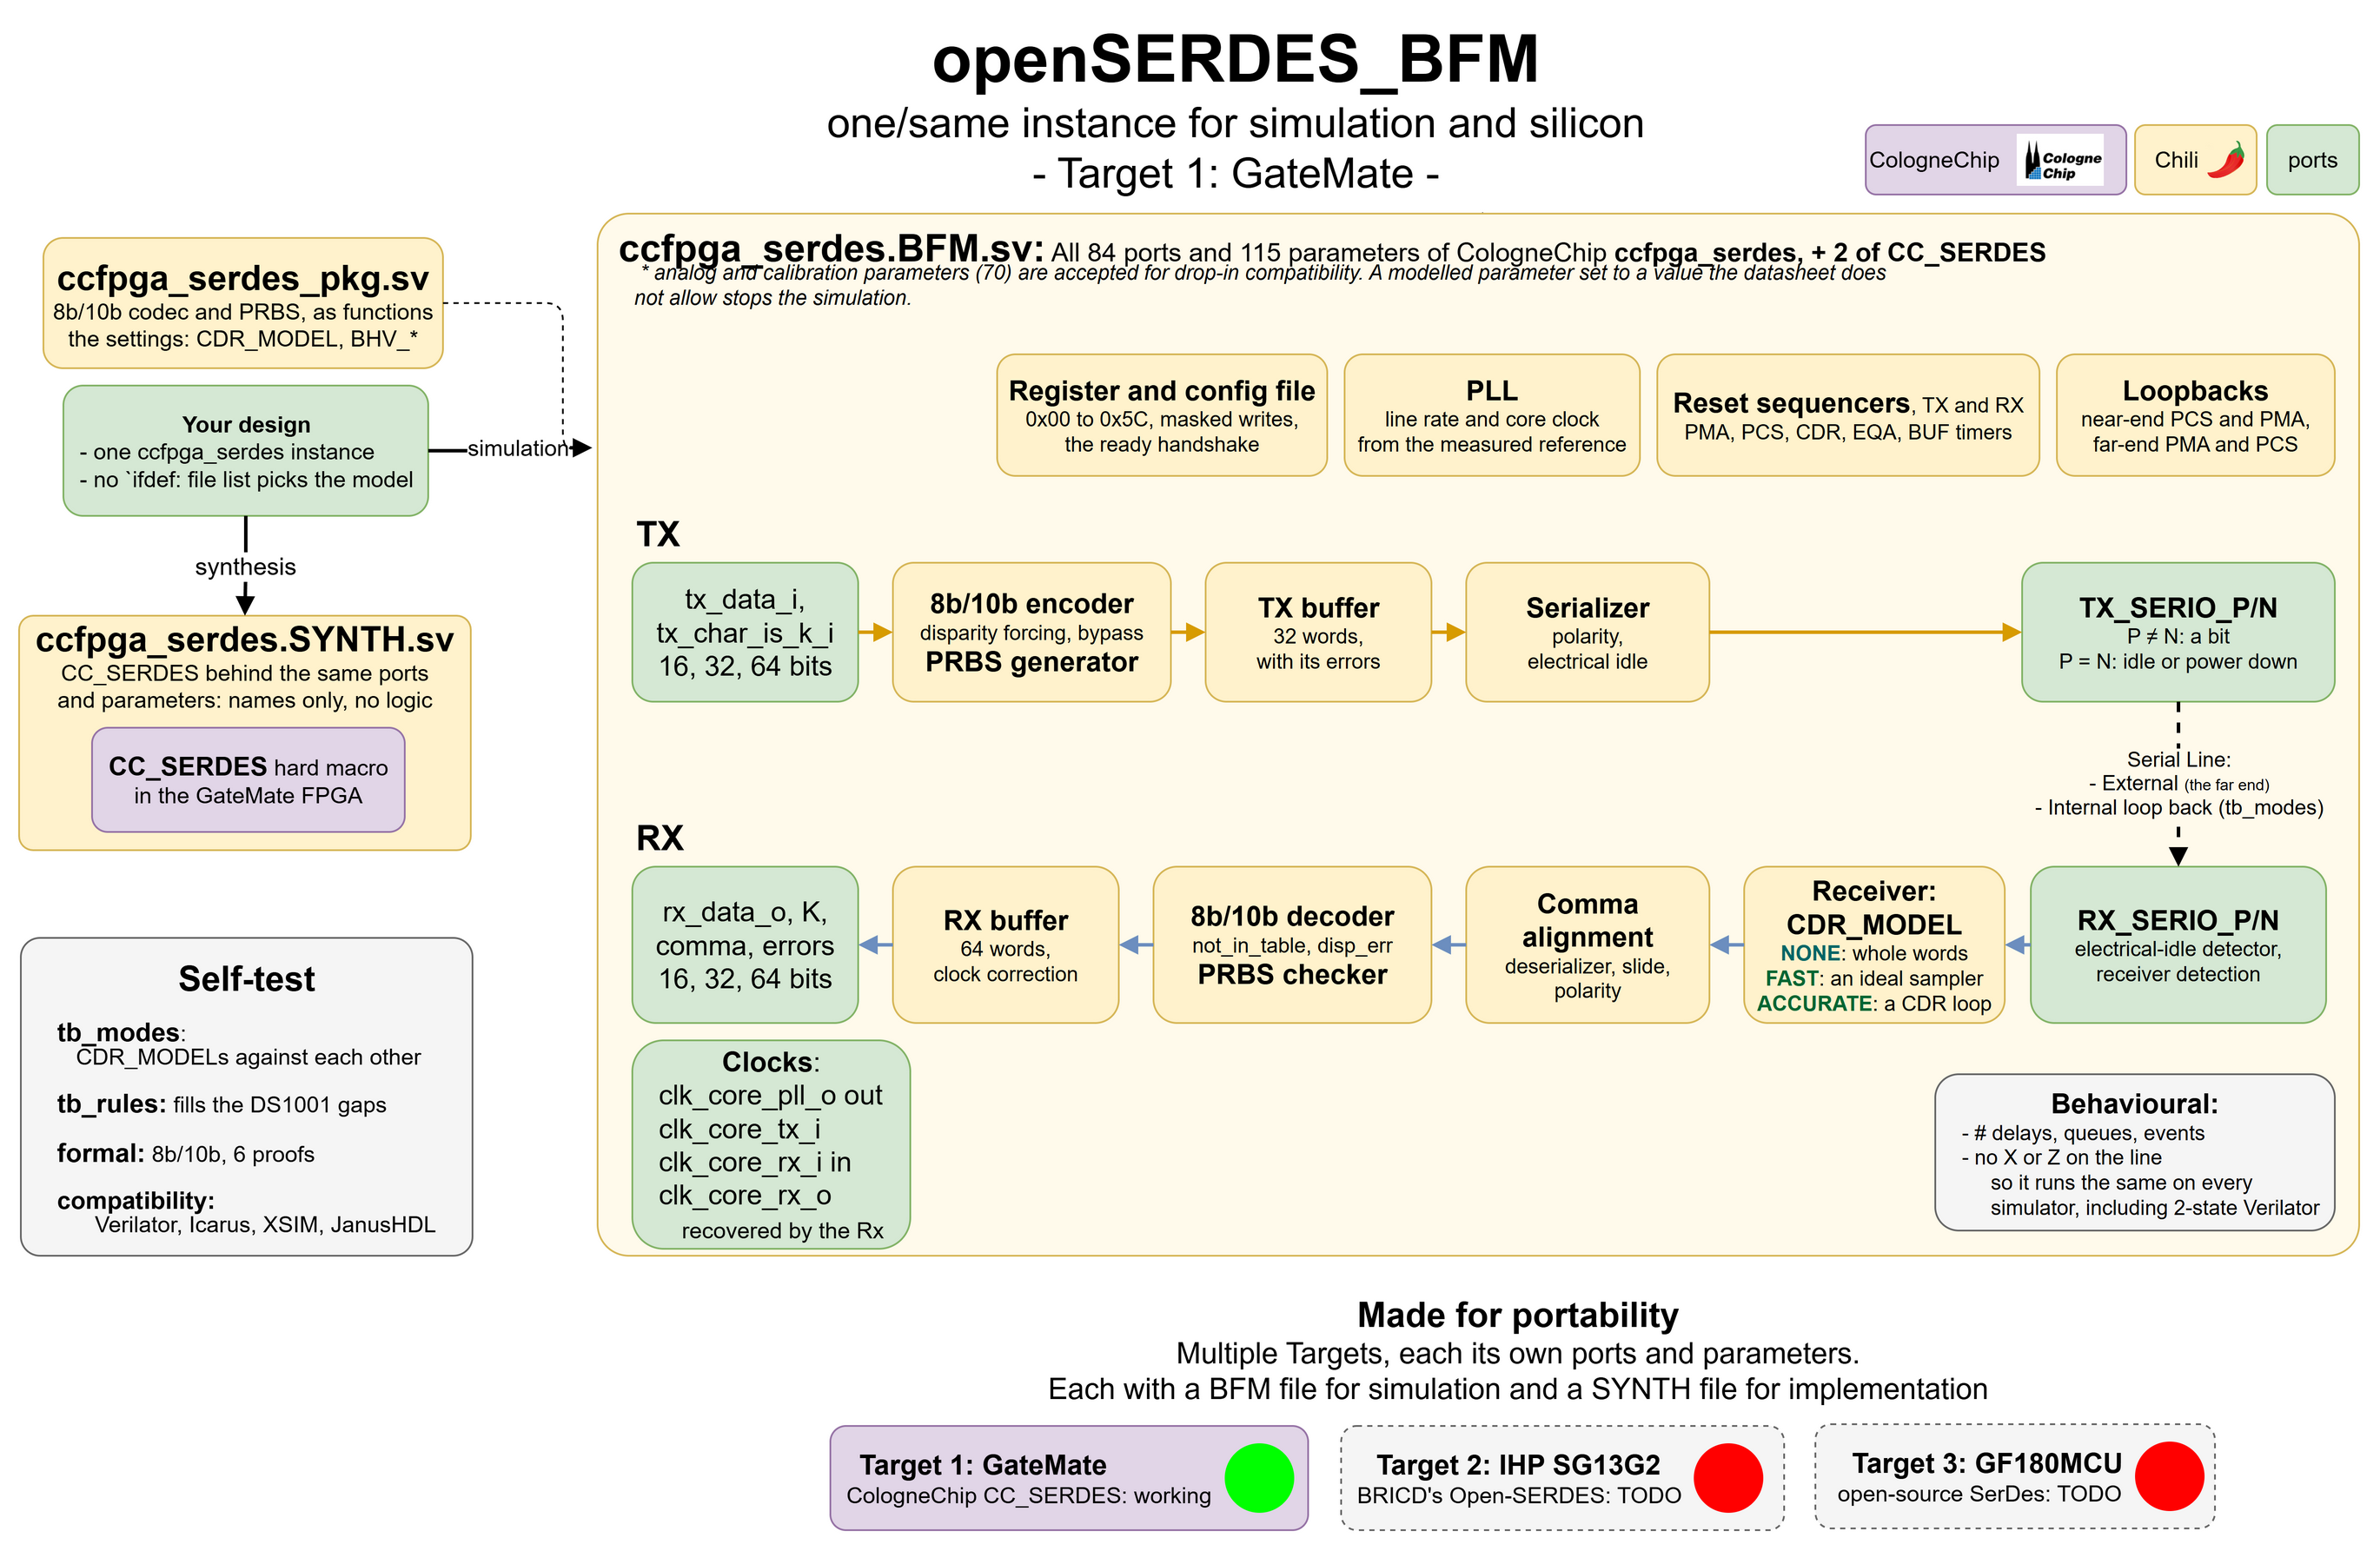 openSERDES_BFM
one/same instance for simulation and silicon
- Target 1: GateMate -
CologneChip
Cologne
Chip
Chili
ports
ccfpga_serdes_pkg.sv
8b/10b codec and PRBS, as functions
the settings: CDR_MODEL, BHV_*
Your design
- one ccfpga_serdes instance
- no `ifdef: file list picks the model
simulation
synthesis
ccfpga_serdes.SYNTH.sv
CC_SERDES behind the same ports
and parameters: names only, no logic
CC_SERDES hard macro
in the GateMate FPGA
Self-test
tb_modes:
CDR_MODELs against each other
tb_rules: fills the DS1001 gaps
formal: 8b/10b, 6 proofs
compatibility:
Verilator, Icarus, XSIM, JanusHDL
ccfpga_serdes.BFM.sv: All 84 ports and 115 parameters of CologneChip ccfpga_serdes, + 2 of CC_SERDES
* analog and calibration parameters (70) are accepted for drop-in compatibility. A modelled parameter set to a value the datasheet does
not allow stops the simulation.
Register and config file
0x00 to 0x5C, masked writes,
the ready handshake
PLL
line rate and core clock
from the measured reference
Reset sequencers, TX and RX
PMA, PCS, CDR, EQA, BUF timers
Loopbacks
near-end PCS and PMA,
far-end PMA and PCS
TX
tx_data_i,
tx_char_is_k_i
16, 32, 64 bits
8b/10b encoder
disparity forcing, bypass
PRBS generator
TX buffer
32 words,
with its errors
Serializer
polarity,
electrical idle
TX_SERIO_P/N
P ≠ N: a bit
P = N: idle or power down
Serial Line:
- External (the far end)
- Internal loop back (tb_modes)
RX
rx_data_o, K,
comma, errors
16, 32, 64 bits
RX buffer
64 words,
clock correction
8b/10b decoder
not_in_table, disp_err
PRBS checker
Comma
alignment
deserializer, slide,
polarity
Receiver:
CDR_MODEL
NONE: whole words
FAST: an ideal sampler
ACCURATE: a CDR loop
RX_SERIO_P/N
electrical-idle detector,
receiver detection
Clocks:
clk_core_pll_o out
clk_core_tx_i
clk_core_rx_i in
clk_core_rx_o
recovered by the Rx
Behavioural:
- # delays, queues, events
- no X or Z on the line
so it runs the same on every
simulator, including 2-state Verilator
Made for portability
Multiple Targets, each its own ports and parameters.
Each with a BFM file for simulation and a SYNTH file for implementation
Target 1: GateMate
CologneChip CC_SERDES: working
Target 2: IHP SG13G2
BRICD's Open-SERDES: TODO
Target 3: GF180MCU
open-source SerDes: TODO